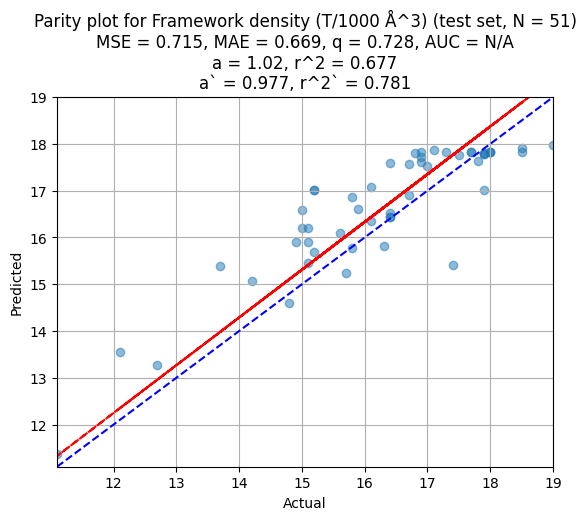 Parity plot for Framework density (T/1000 Å^3) (test set, N = 51)
MSE = 0.715, MAE = 0.669, q = 0.728, AUC = N/A
a = 1.02, r^2 = 0.677
a` = 0.977, r^2` = 0.781
19
18
17
16
15
14
13
12
Predicted
12 13 14 15 16 17 18 19
Actual